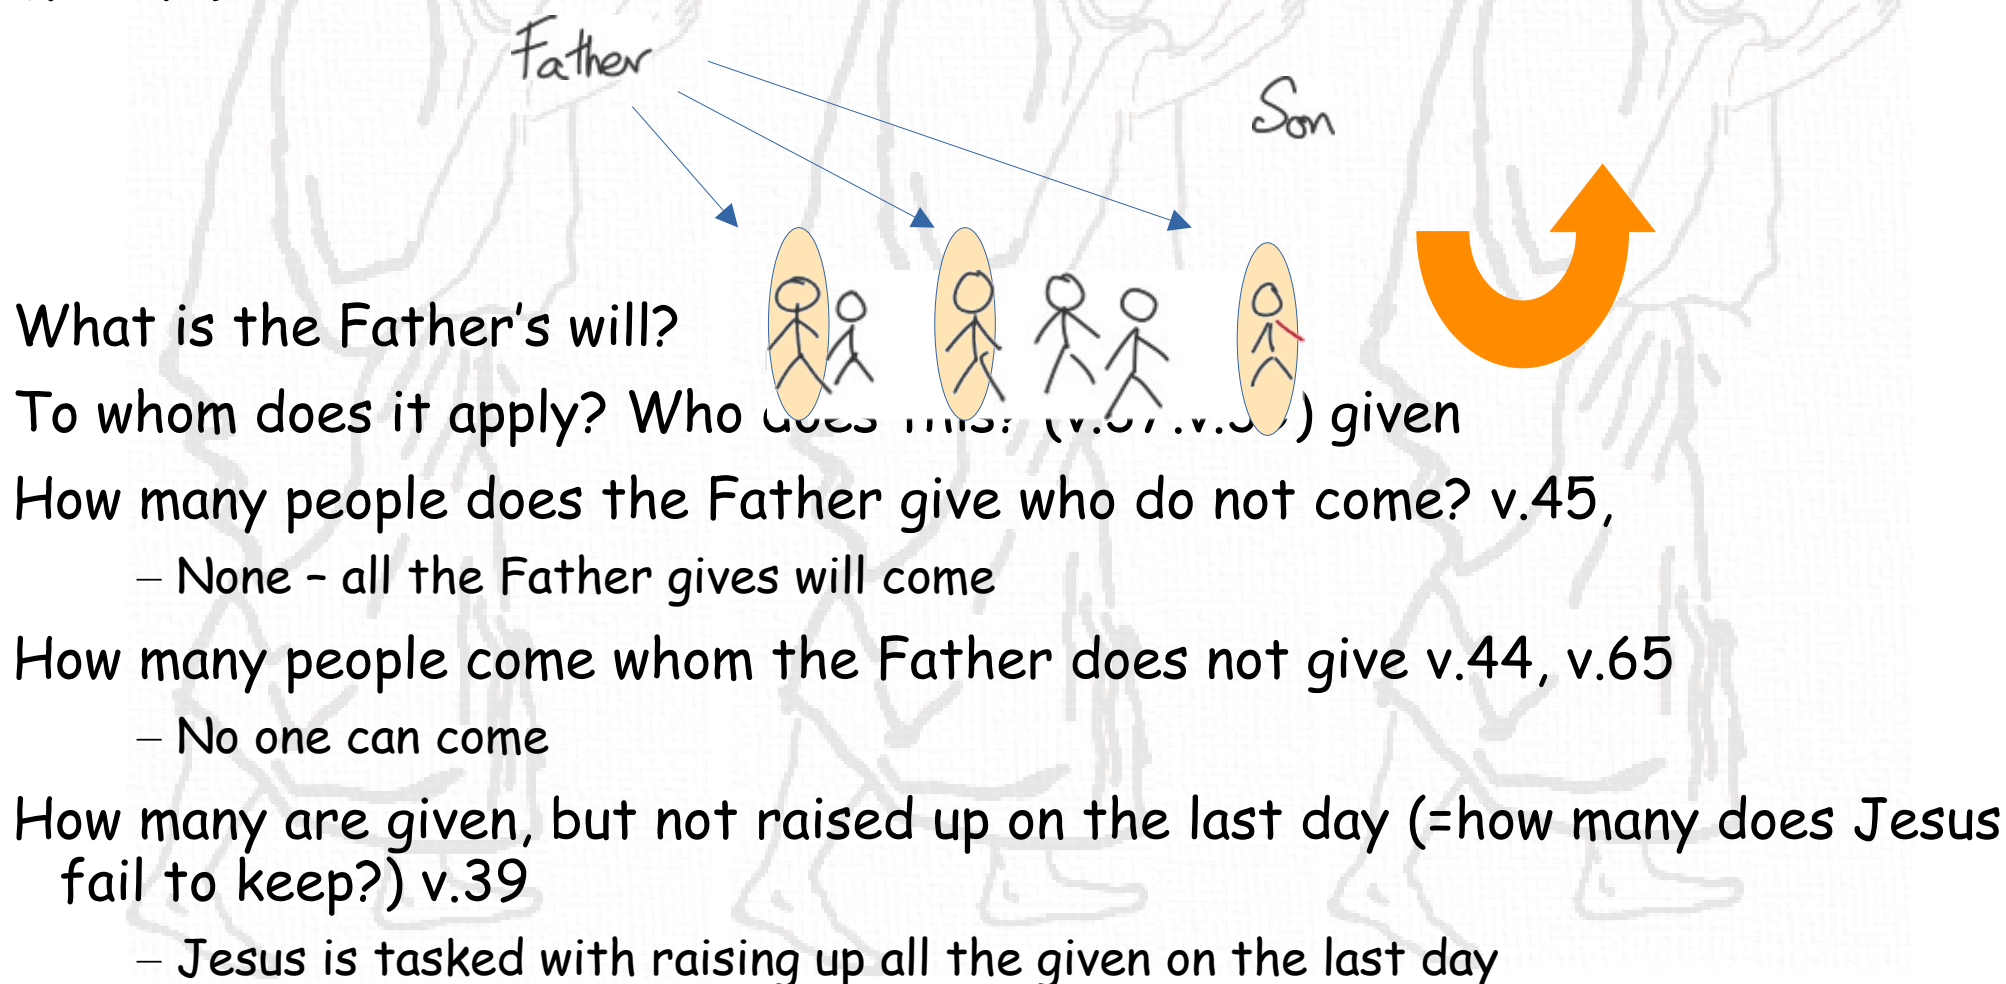 Father
Son
What is the Father’s will?
To whom does it apply? Who does this? ) given
How many people does the Father give who do not come? v.45,
– None – all the Father gives will come
How many people come whom the Father does not give v.44, v.65
– No one can come
How many are given, but not raised up on the last day (=how many does Jesus
fail to keep?) v.39
– Jesus is tasked with raising up all the given on the last day